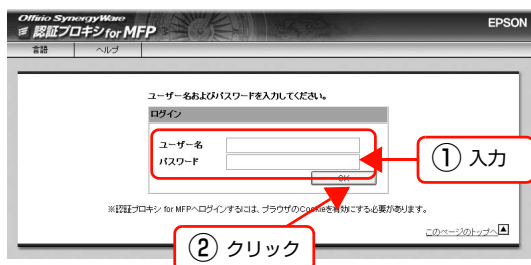 Offirio SynergyWare
認証プロキシ for MFP
EPSON
言語 ヘルプ
ユーザー名およびパスワードを入力してください。
ログイン
ユーザー名
パスワード
OK
① 入力
※認証プロキシ for MFPへログインするには、ブラウザのCookieを有効にする必要があります。
② クリック
このページのトップへ